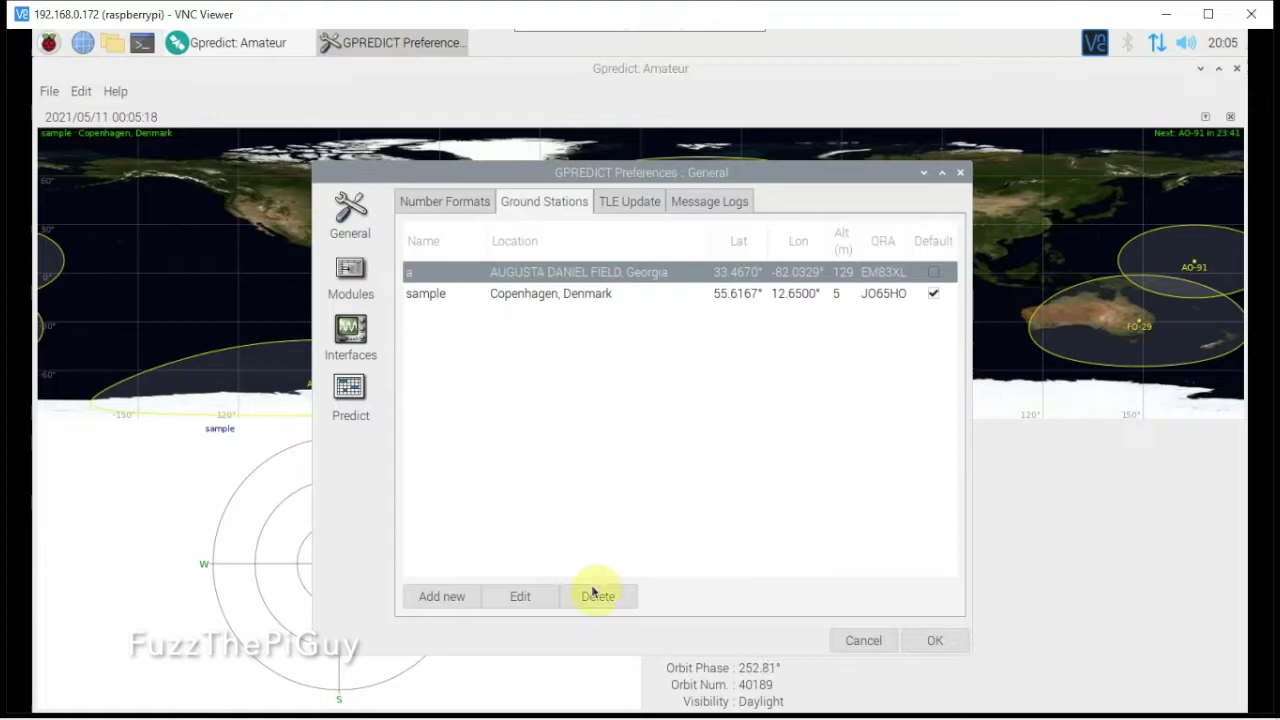 192.168.0.172 (raspberrypi) - VNC Viewer
Gpredict: Amateur
GPREDICT Preference...
20:05
Gpredict: Amateur
File Edit Help
2021/05/11 00:05:18
sample : Copenhagen, Denmark
Next: AO-91 in 23:41
GPREDICT Preferences :: General
General
Modules
Interfaces
Predict
Number Formats Ground Stations TLE Update Message Logs
Name Location Lat Lon Alt (m) QRA Default
a AUGUSTA DANIEL FIELD, Georgia 33.4670° -82.0329° 129 EM83XL
sample Copenhagen, Denmark 55.6167° 12.6500° 5 JO65HO
AO-91
FO-29
-150° -120° 120° 150°
sample
W
S
Add new Edit Delete
Cancel OK
FuzzThePiGuy
Orbit Phase : 252.81°
Orbit Num. : 40189
Visibility : Daylight